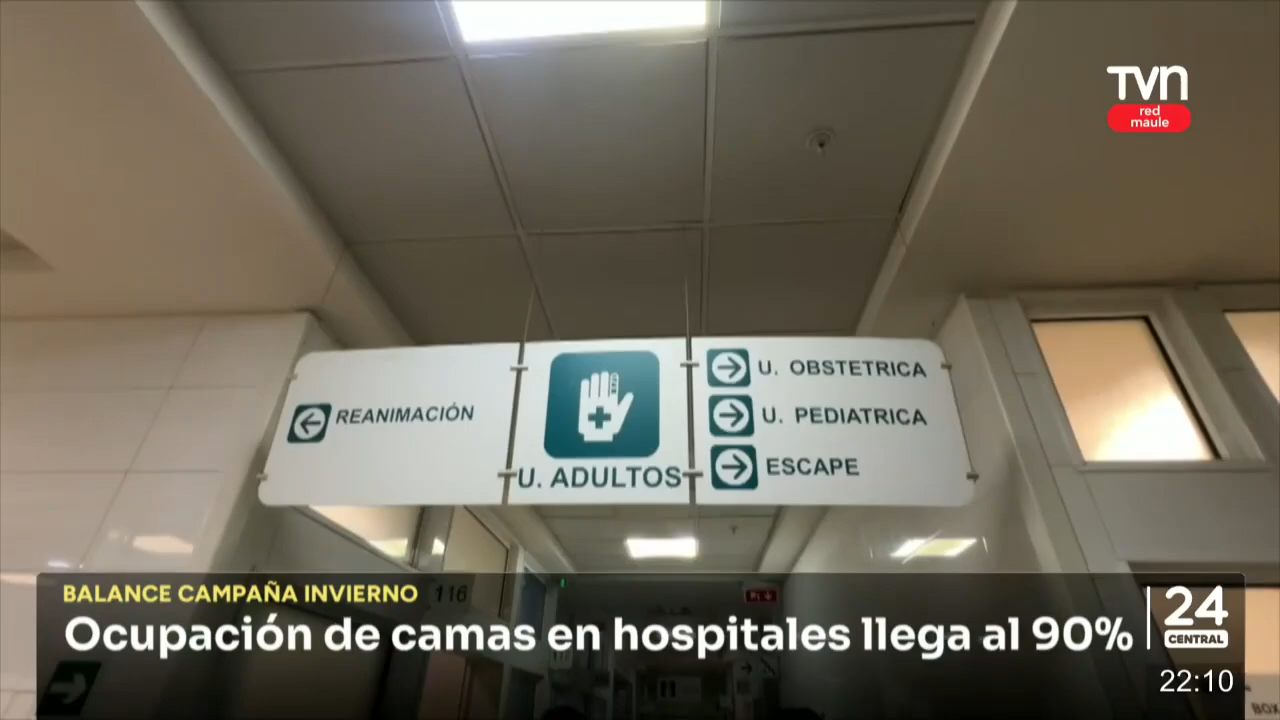 TVN
red
maule
REANIMACIÓN
U. ADULTOS
U. OBSTETRICA
U. PEDIATRICA
ESCAPE
116
BALANCE CAMPAÑA INVIERNO
Ocupación de camas en hospitales llega al 90%
24
CENTRAL
22:10
BOX